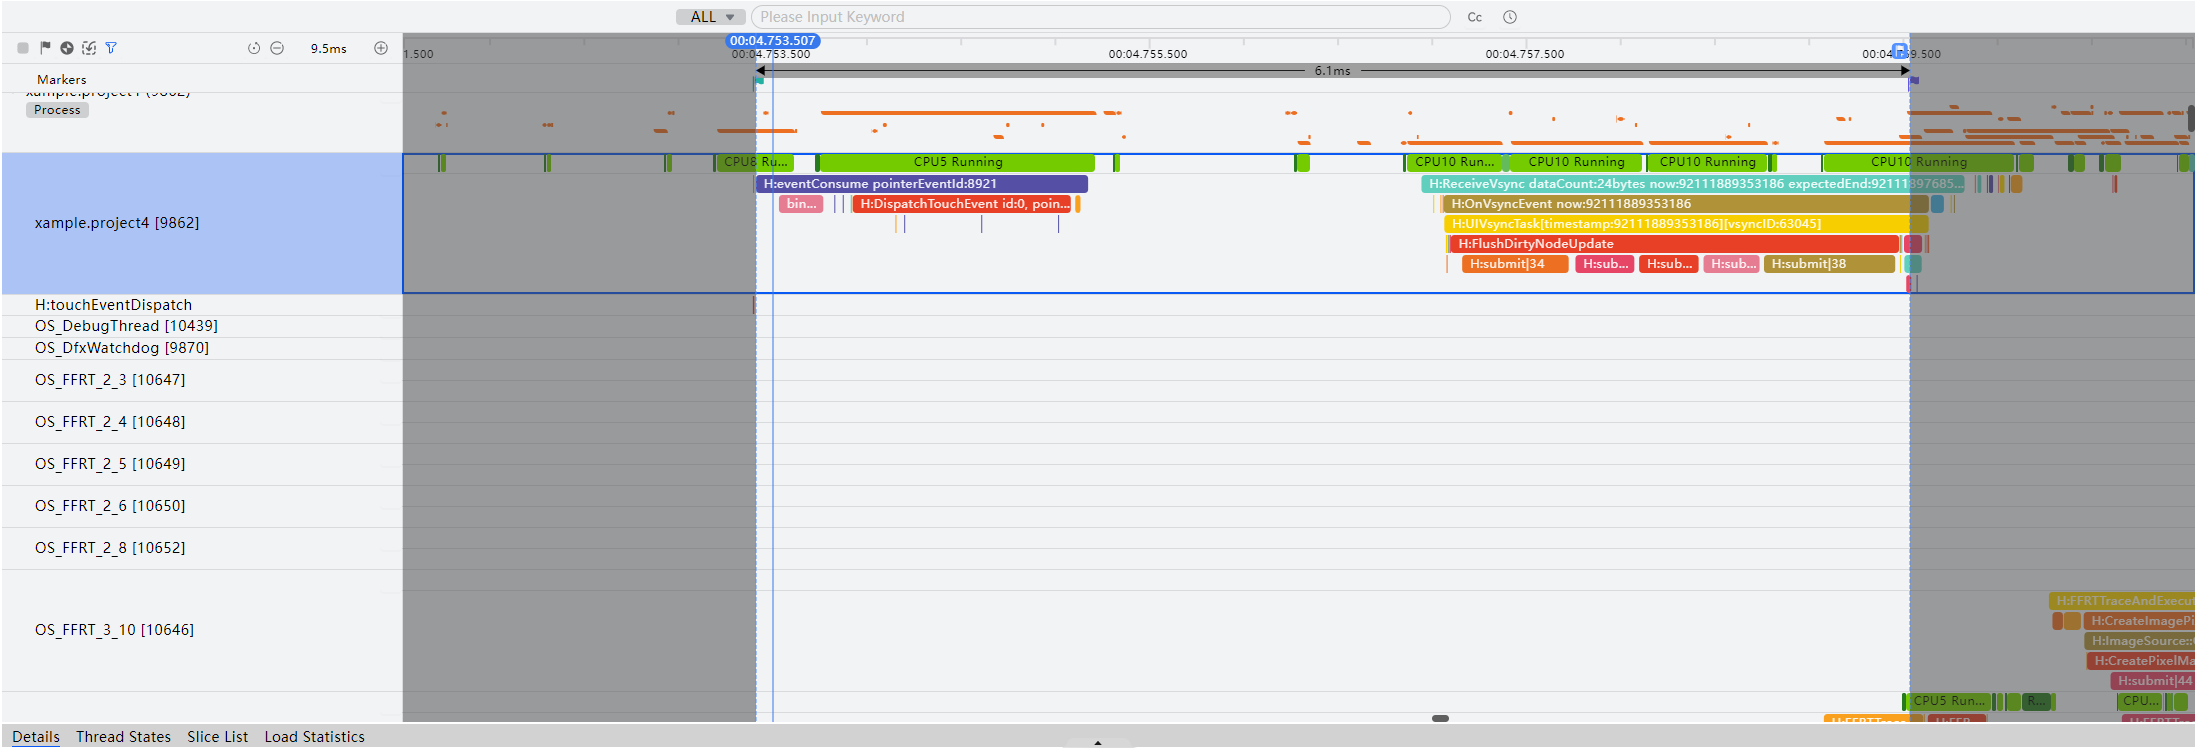 ALL Please Input Keyword Cc
9.5ms
00:04.753.507
1.500 00:04.753.500 00:04.755.500 00:04.757.500 00:04.759.500
6.1ms
Markers
xample.project4 (9862)
Process
CPU8 Ru... CPU5 Running CPU10 Run... CPU10 Running CPU10 Running CPU10 Running
H:eventConsume pointerEventId:8921 H:ReceiveVsync dataCount:24bytes now:92111889353186 expectedEnd:92111897685...
bin... H:DispatchTouchEvent id:0, poin... H:OnVsyncEvent now:92111889353186
xample.project4 [9862] H:UIVsyncTask[timestamp:92111889353186][vsyncID:63045]
H:FlushDirtyNodeUpdate
H:submit|34 H:sub... H:sub... H:sub... H:submit|38
H:touchEventDispatch
OS_DebugThread [10439]
OS_DfxWatchdog [9870]
OS_FFRT_2_3 [10647]
OS_FFRT_2_4 [10648]
OS_FFRT_2_5 [10649]
OS_FFRT_2_6 [10650]
OS_FFRT_2_8 [10652]
H:FFRTTraceAndExecut
H:CreateImagePi
OS_FFRT_3_10 [10646]
H:ImageSource::
H:CreatePixelMa
H:submit|44
CPU5 Run... R... CPU...
Details Thread States Slice List Load Statistics